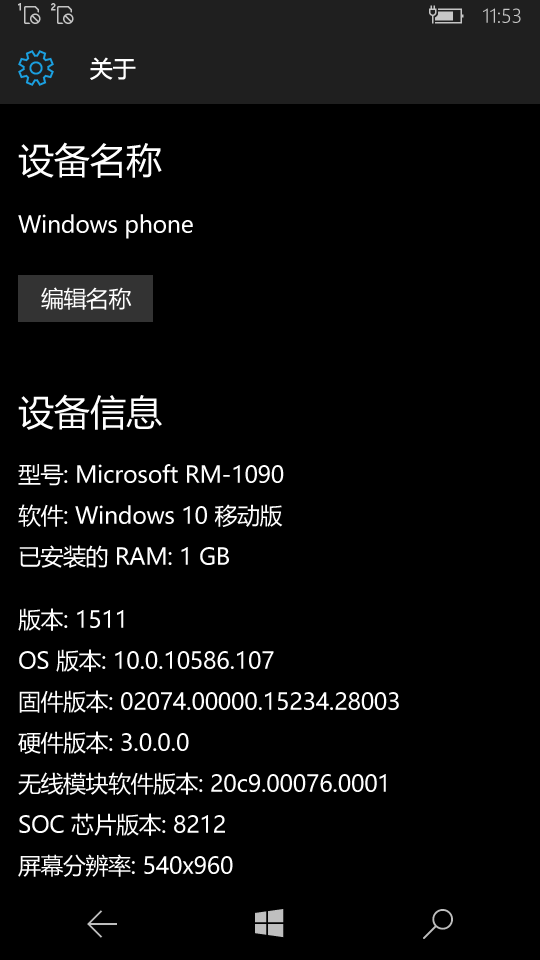 1 2 11:53
关于
设备名称
Windows phone
编辑名称
设备信息
型号: Microsoft RM-1090
软件: Windows 10 移动版
已安装的 RAM: 1 GB
版本: 1511
OS 版本: 10.0.10586.107
固件版本: 02074.00000.15234.28003
硬件版本: 3.0.0.0
无线模块软件版本: 20c9.00076.0001
SOC 芯片版本: 8212
屏幕分辨率: 540x960